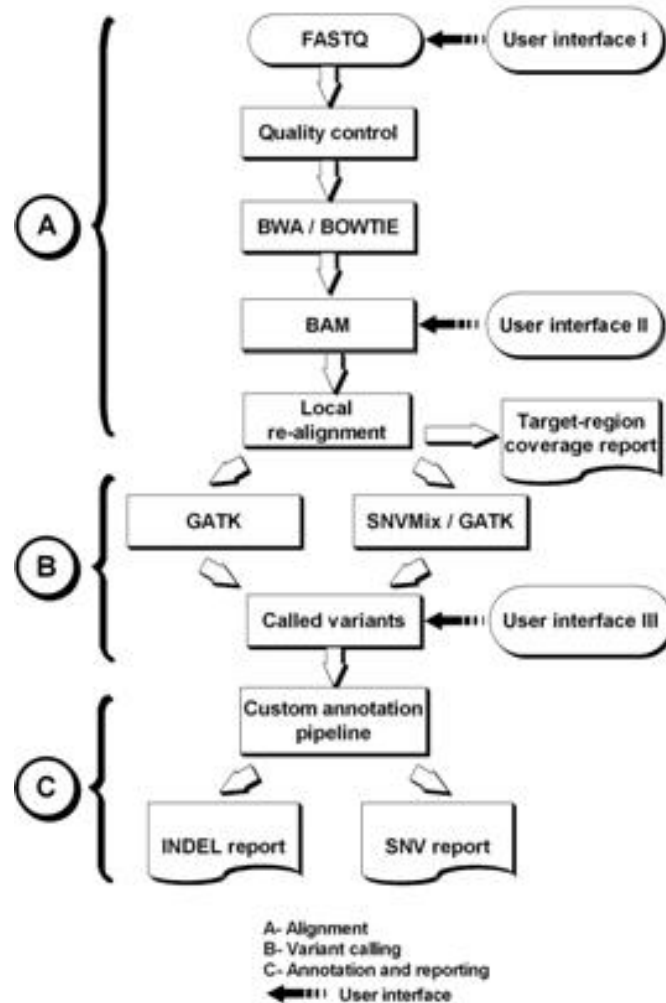 FASTQ
User interface I
Quality control
A
BWA / BOWTIE
BAM
User interface II
Local
re-alignment
Target-region
coverage report
GATK
SNVMix / GATK
B
Called variants
User interface III
Custom annotation
pipeline
C
INDEL report
SNV report
A- Alignment
B- Variant calling
C- Annotation and reporting
User interface